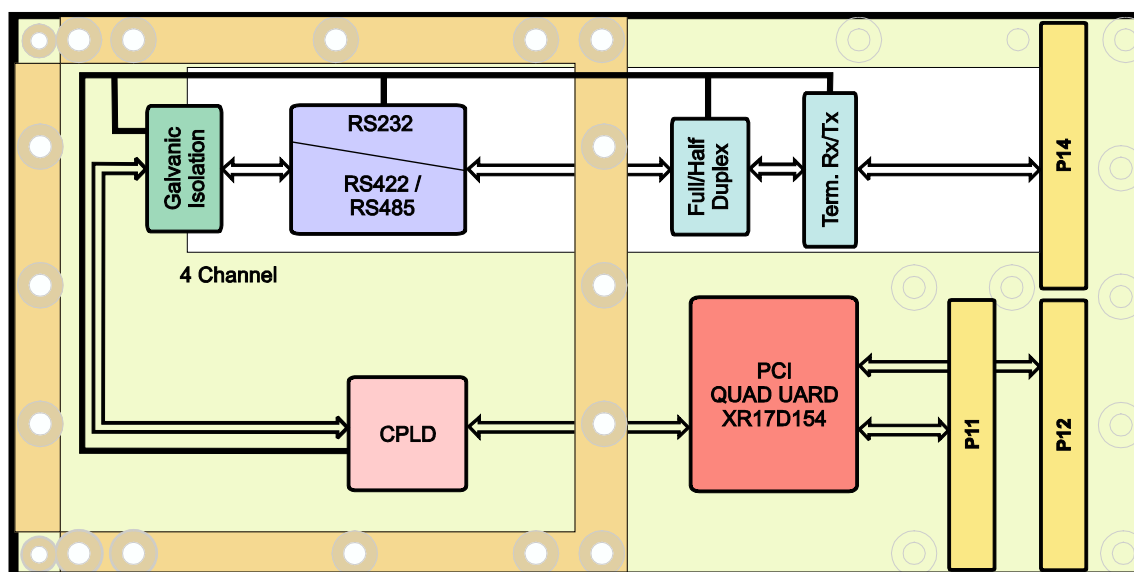 RS232
RS422 /
RS485
Galvanic
Isolation
Full/Half
Duplex
Term. Rx/Tx
P14
4 Channel
PCI
QUAD UARD
XR17D154
CPLD
P11
P12